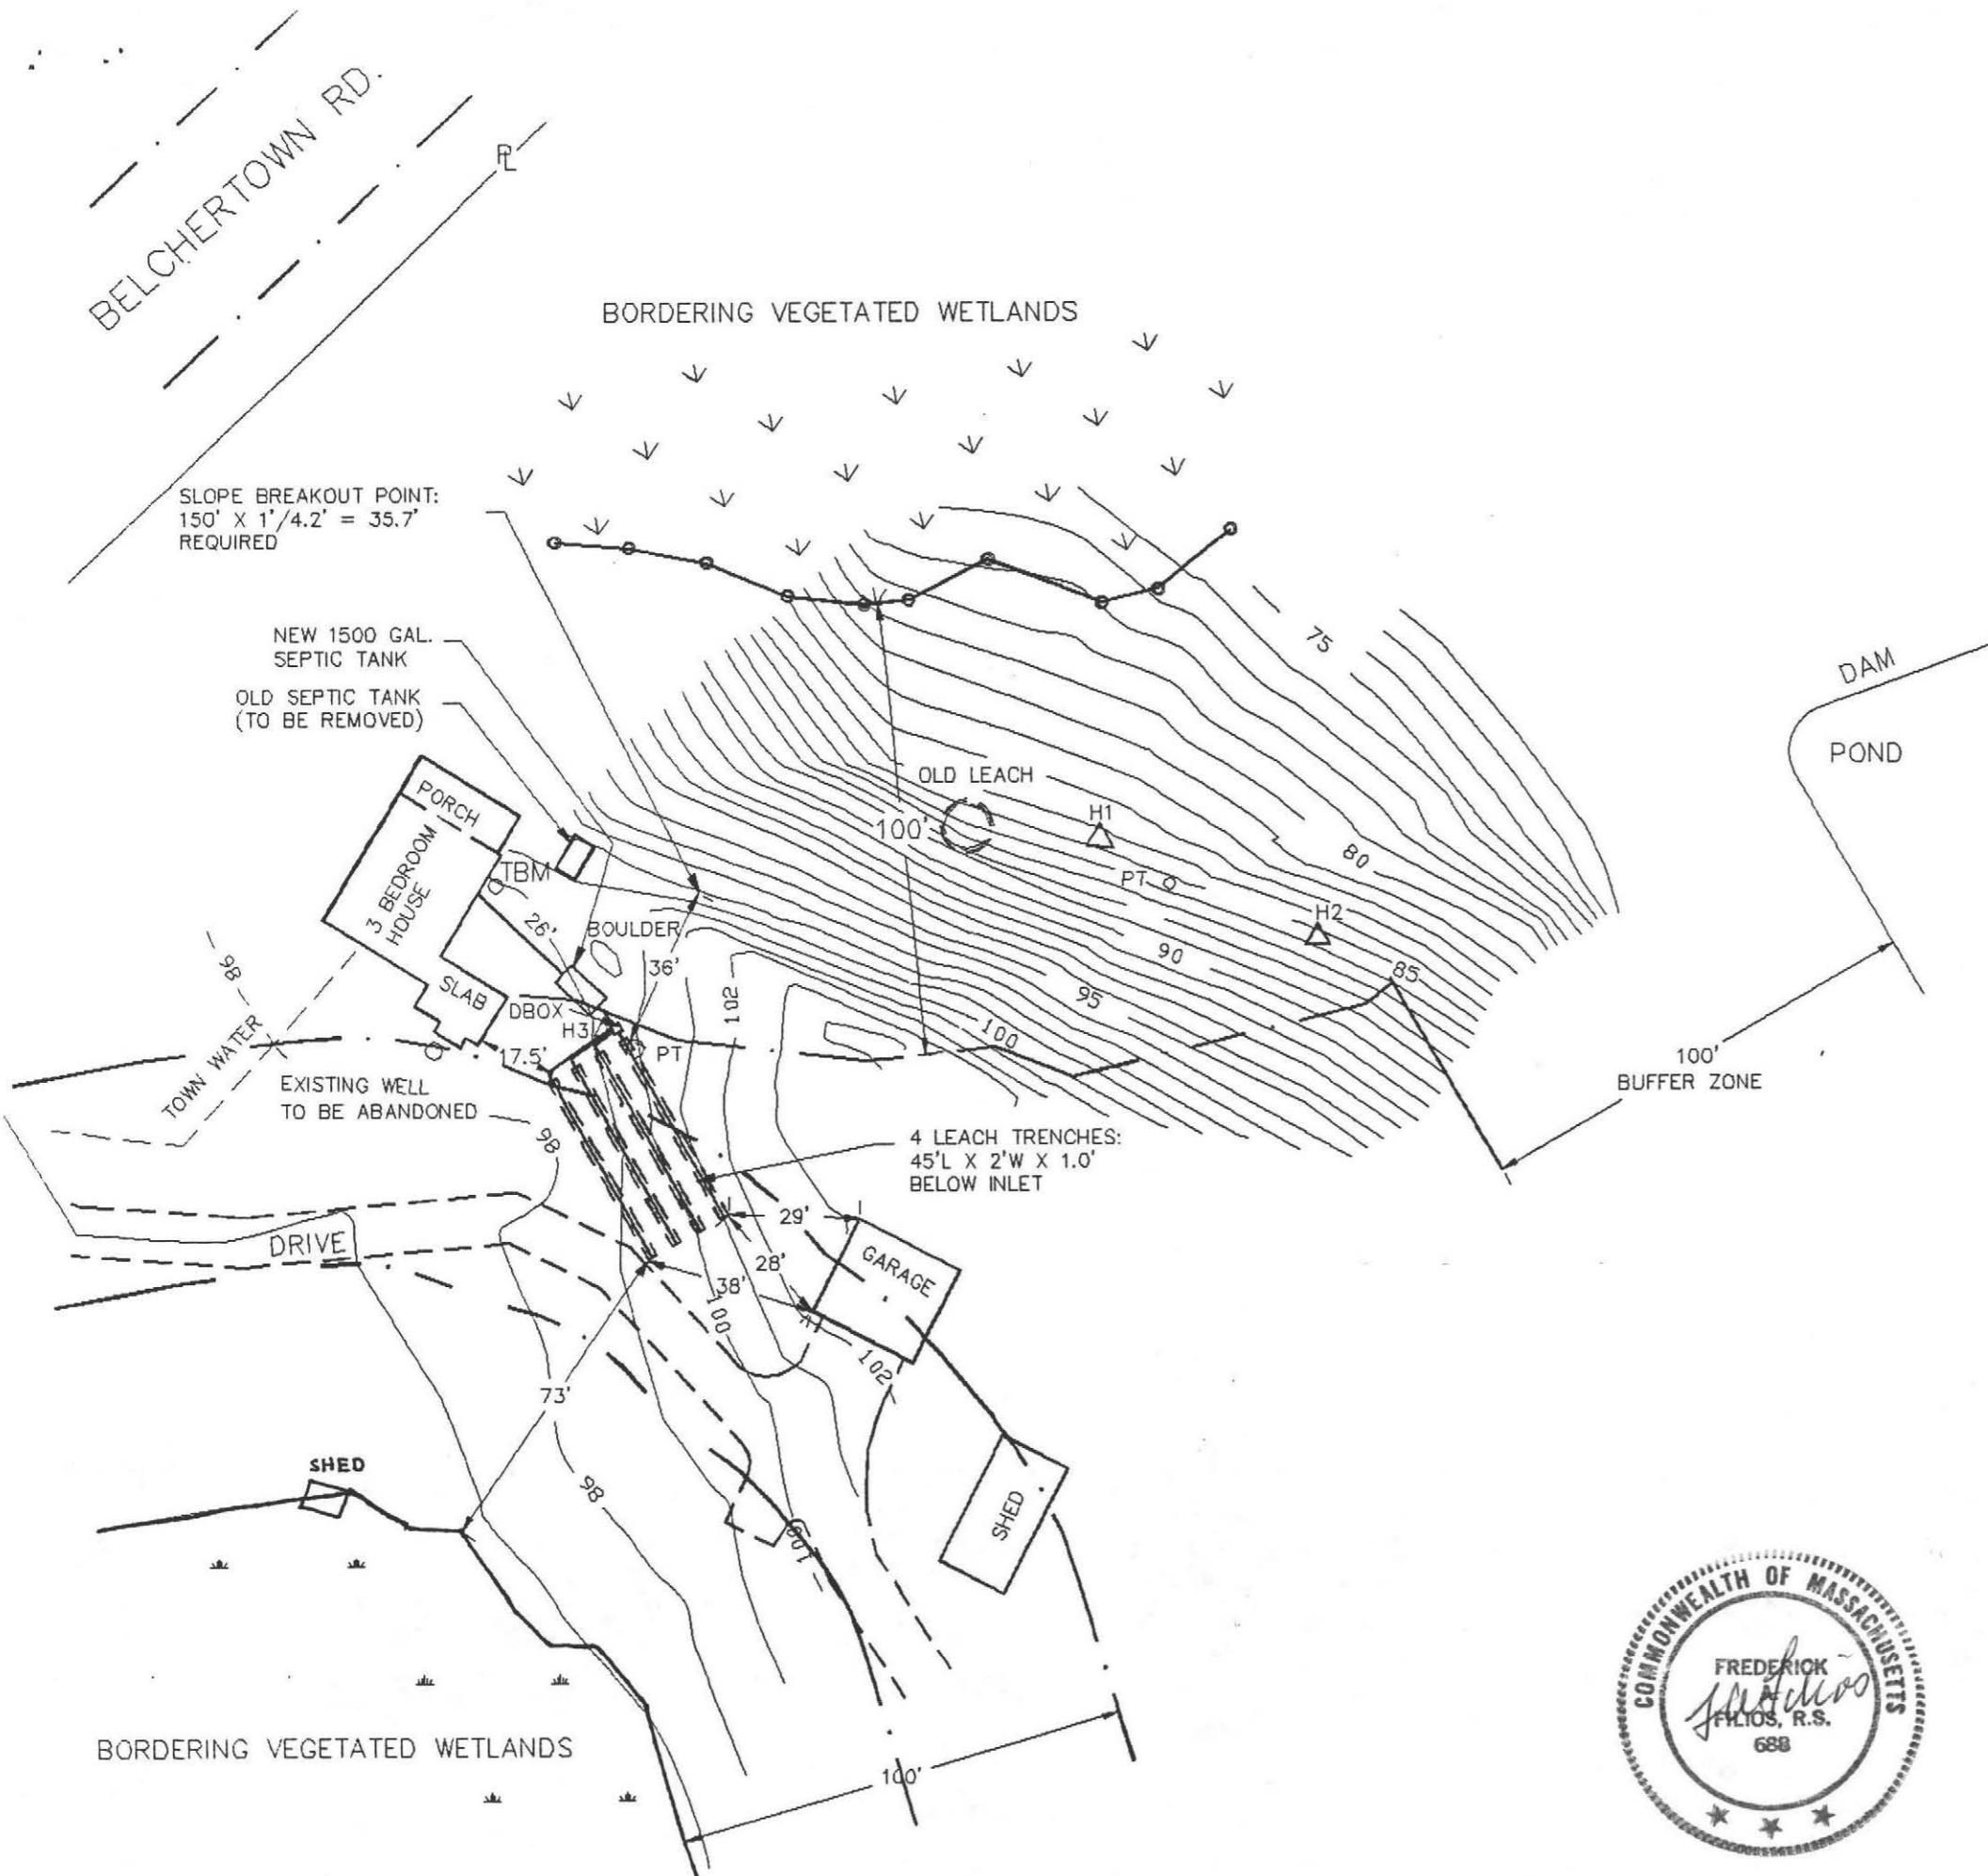 BELCHERTOWN RD.
PL
BORDERING VEGETATED WETLANDS
SLOPE BREAKOUT POINT:
150' X 1'/4.2' = 35.7'
REQUIRED
75
NEW 1500 GAL.
SEPTIC TANK
OLD SEPTIC TANK
(TO BE REMOVED)
DAM
POND
OLD LEACH
PORCH
100'
H1
80
3 BEDROOM
HOUSE
TBM
PT
26'
BOULDER
H2
36'
90
85
98
SLAB
102
95
DBOX
H3
100
TOWN WATER
17.5'
PT
100'
BUFFER ZONE
EXISTING WELL
TO BE ABANDONED
98
4 LEACH TRENCHES:
45'L X 2'W X 1.0'
BELOW INLET
29'
DRIVE
28'
GARAGE
38'
100
102
73'
SHED
98
SHED
100
COMMONWEALTH OF MASSACHUSETTS
FREDERICK
A
FILIOS, R.S.
688
BORDERING VEGETATED WETLANDS
100'